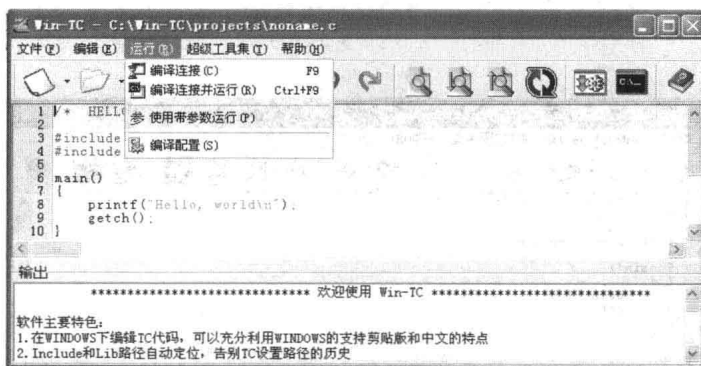 Win-TC - C:\Win-TC\projects\noname.c
文件(F) 编辑(E) 运行(R) 超级工具集(T) 帮助(H)
编译连接(C) F9
编译连接并运行(R) Ctrl+F9
使用带参数运行(P)
编译配置(S)
1 /* HELLO
2
3 #include
4 #include
5
6 main()
7 {
8 printf("Hello, world\n");
9 getch();
10 }
输出
****************************** 欢迎使用 Win-TC ******************************
软件主要特色:
1.在WINDOWS下编辑TC代码，可以充分利用WINDOWS的支持剪贴版和中文的特点
2.Include和Lib路径自动定位，告别TC设置路径的历史